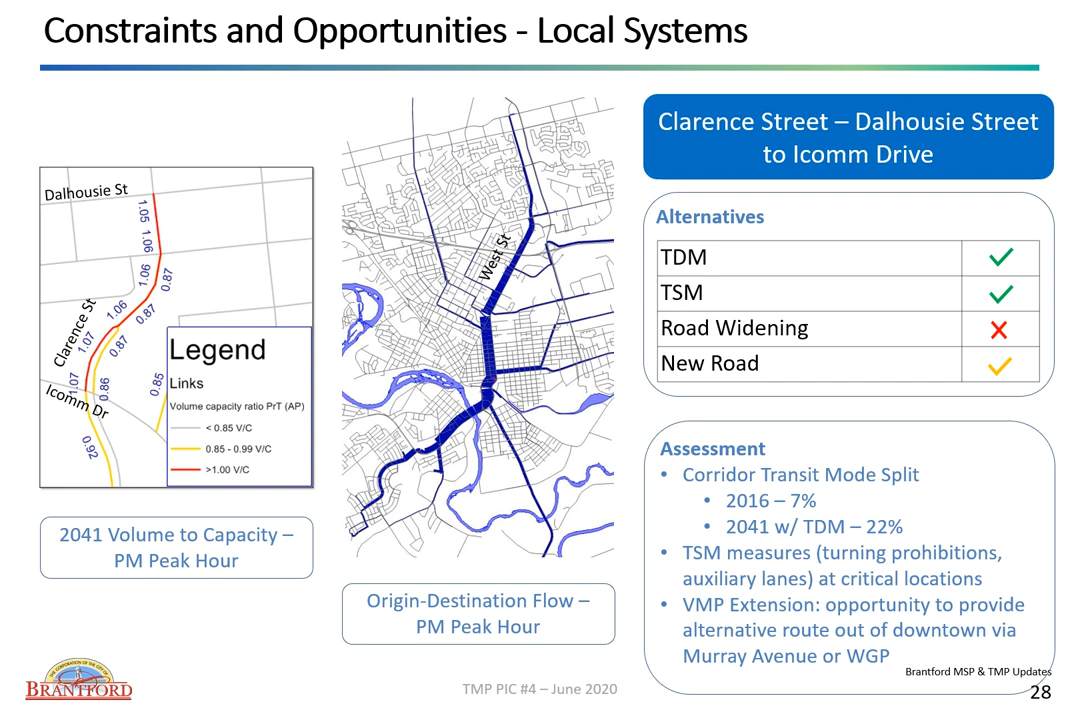 Constraints and Opportunities - Local Systems
Dalhousie St
1.05
1.06
1.06
0.87
1.06
0.87
Clarence St
1.07
0.87
1.07
0.86
0.85
Icomm Dr
0.92
Legend
Links
Volume capacity ratio PrT (AP)
< 0.85 V/C
0.85 - 0.99 V/C
>1.00 V/C
2041 Volume to Capacity –
PM Peak Hour
West St
Origin-Destination Flow –
PM Peak Hour
Clarence Street – Dalhousie Street
to Icomm Drive
Alternatives
TDM
TSM
Road Widening
New Road
Assessment
• Corridor Transit Mode Split
• 2016 – 7%
• 2041 w/ TDM – 22%
• TSM measures (turning prohibitions,
auxiliary lanes) at critical locations
• VMP Extension: opportunity to provide
alternative route out of downtown via
Murray Avenue or WGP
Brantford MSP & TMP Updates
THE CORPORATION OF THE CITY OF
BRANTFORD
TMP PIC #4 – June 2020
28